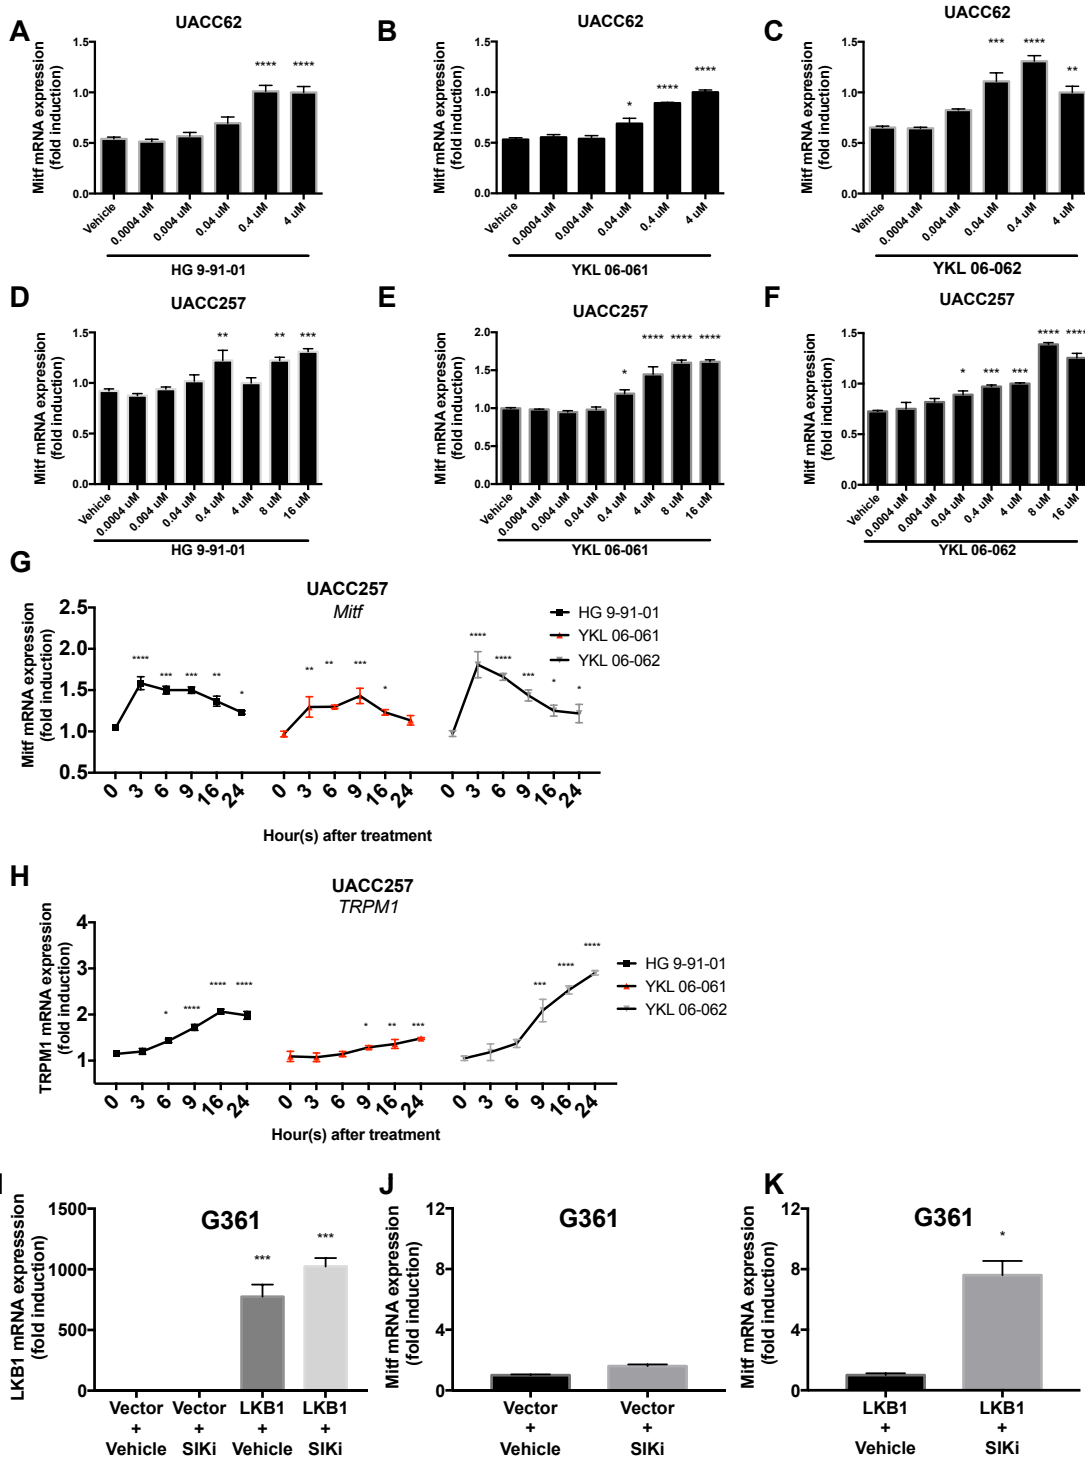 A
UACC62
Mitf mRNA expression
(fold induction)
1.5
1.0
0.5
0.0
**** ****
Vehicle
0.0004 uM
0.004 uM
0.04 uM
0.4 uM
4 uM
HG 9-91-01
B
UACC62
Mitf mRNA expression
(fold induction)
1.5
1.0
0.5
0.0
* **** ****
Vehicle
0.0004 uM
0.004 uM
0.04 uM
0.4 uM
4 uM
YKL 06-061
C
UACC62
Mitf mRNA expression
(fold induction)
1.5
1.0
0.5
0.0
*** **** **
Vehicle
0.0004 uM
0.004 uM
0.04 uM
0.4 uM
4 uM
YKL 06-062
D
UACC257
Mitf mRNA expression
(fold induction)
1.5
1.0
0.5
0.0
** ** ***
Vehicle
0.0004 uM
0.004 uM
0.04 uM
0.4 uM
4 uM
8 uM
16 uM
HG 9-91-01
E
UACC257
Mitf mRNA expression
(fold induction)
2.0
1.5
1.0
0.5
0.0
* **** **** ****
Vehicle
0.0004 uM
0.004 uM
0.04 uM
0.4 uM
4 uM
8 uM
16 uM
YKL 06-061
F
UACC257
Mitf mRNA expression
(fold induction)
1.5
1.0
0.5
0.0
* *** *** **** ****
Vehicle
0.0004 uM
0.004 uM
0.04 uM
0.4 uM
4 uM
8 uM
16 uM
YKL 06-062
G
UACC257
Mitf
Mitf mRNA expression
(fold induction)
2.5
2.0
1.5
1.0
0.5
**** *** *** ** *
** ** *** *
**** **** *** * *
HG 9-91-01
YKL 06-061
YKL 06-062
0 3 6 9 16 24
0 3 6 9 16 24
0 3 6 9 16 24
Hour(s) after treatment
H
UACC257
TRPM1
TRPM1 mRNA expression
(fold induction)
4
3
2
1
* **** **** ****
* ** ***
*** **** ****
HG 9-91-01
YKL 06-061
YKL 06-062
0 3 6 9 16 24
0 3 6 9 16 24
0 3 6 9 16 24
Hour(s) after treatment
G361
LKB1 mRNA expresssion
(fold induction)
1500
1000
500
0
*** ***
Vector Vector LKB1 LKB1
+ + + +
Vehicle SIKi Vehicle SIKi
J
G361
Mitf mRNA expression
(fold induction)
12
8
4
0
Vector Vector
+ +
Vehicle SIKi
K
G361
Mitf mRNA expression
(fold induction)
12
8
4
0
*
LKB1 LKB1
+ +
Vehicle SIKi